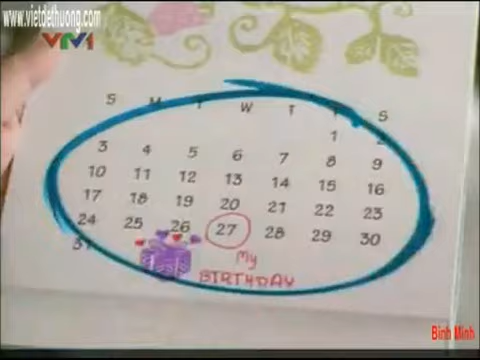 www.vietdethuong.com
VTV1
S M T W T F S
1 2
3 4 5 6 7 8 9
10 11 12 13 14 15 16
17 18 19 20 21 22 23
24 25 26 27 28 29 30
31
My
BIRTHDAY
Binh Minh